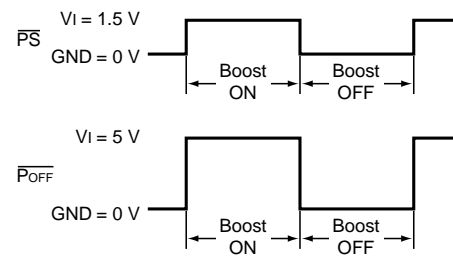 VI = 1.5 V
PS
GND = 0 V
Boost ON
Boost OFF
VI = 5 V
POFF
GND = 0 V
Boost ON
Boost OFF